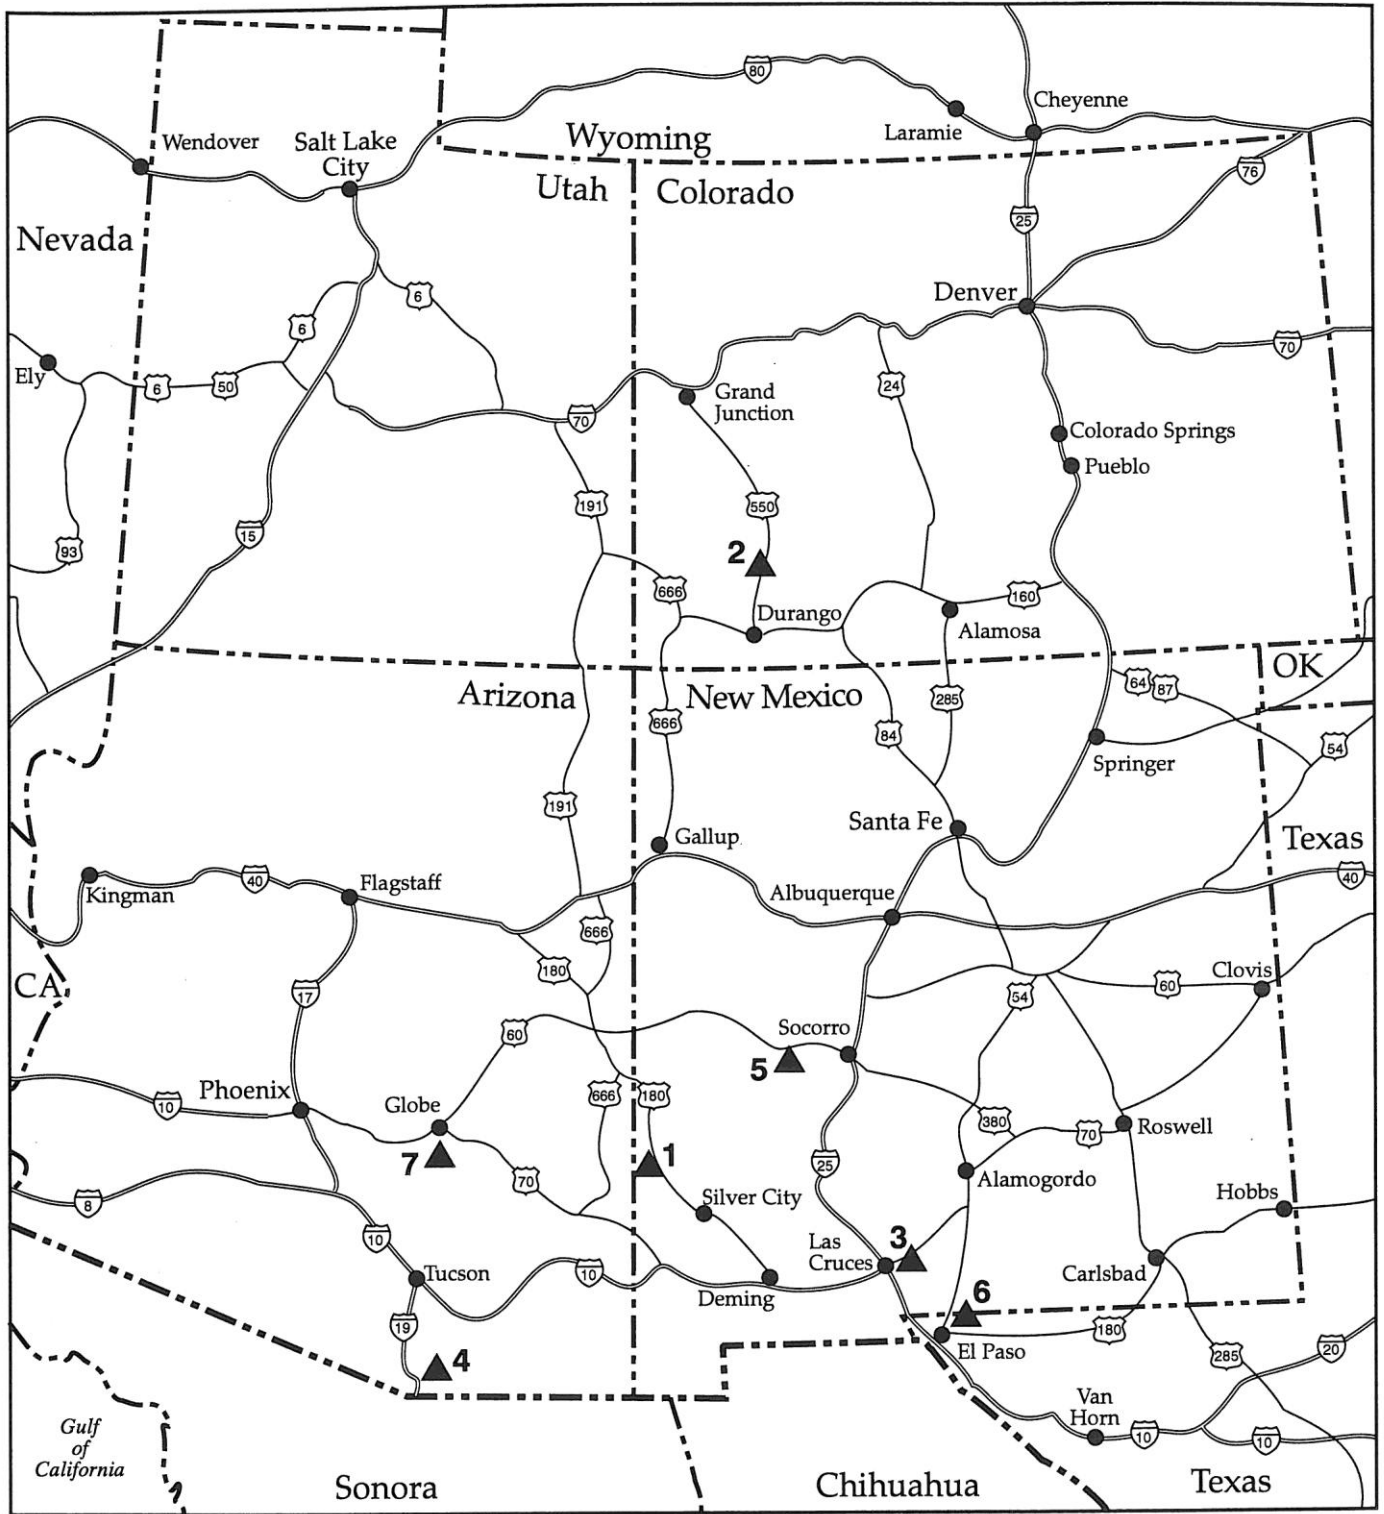 80
Cheyenne
Laramie
Wendover
Salt Lake
City
Wyoming
76
Utah
Colorado
25
Nevada
6
Denver
6
70
Ely
6
50
24
Grand
Junction
70
Colorado Springs
Pueblo
191
550
15
93
2
666
160
Durango
Alamosa
OK
Arizona
New Mexico
64
87
285
666
84
54
Springer
191
Santa Fe
Gallup
Texas
40
Kingman
40
Flagstaff
Albuquerque
666
180
Clovis
CA
60
17
54
Socorro
60
5
Phoenix
10
Globe
666
180
380
70
Roswell
7
1
25
70
Alamogordo
Silver City
Hobbs
8
10
Las
Cruces
3
Tucson
10
Carlsbad
Deming
6
19
180
El Paso
285
20
4
Van
Horn
10
10
Gulf
of
California
Sonora
Chihuahua
Texas